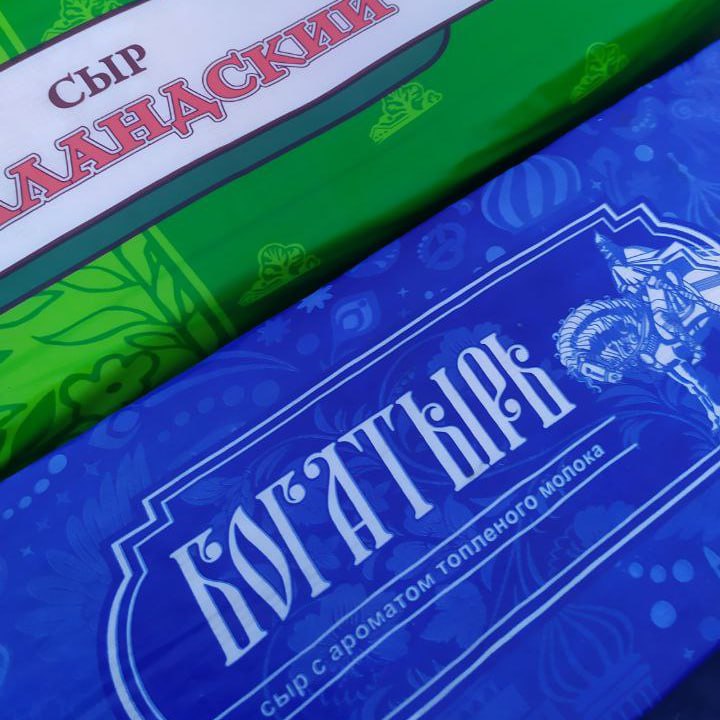 СЫР
ЛАНДСКИЙ
БОГАТЫРЬ
сыр с ароматом топленого молока